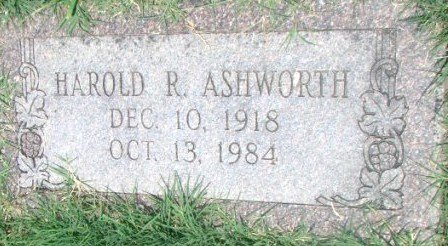 HAROLD R. ASHWORTH
DEC. 10, 1918
OCT. 13, 1984